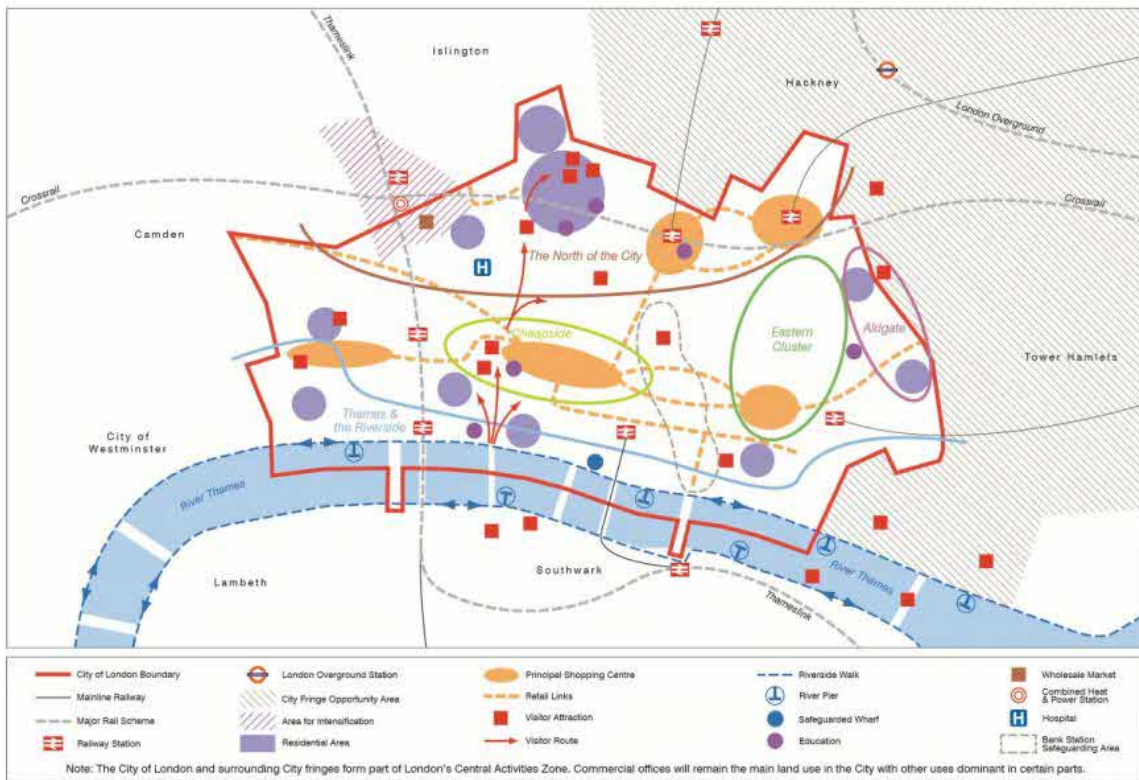 Thameslink
Islington
Hackney
London Overground
Crossrail
Crossrail
Camden
The North of the City
H
Cheapside
Eastern
Cluster
Aldgate
Tower Hamlets
Thames &
the Riverside
City of
Westminster
River Thames
River Thames
Lambeth
Southwark
Thameslink
City of London Boundary
Mainline Railway
Major Rail Scheme
Railway Station
London Overground Station
City Fringe Opportunity Area
Area for Intensification
Residential Area
Principal Shopping Centre
Retail Links
Visitor Attraction
Visitor Route
Riverside Walk
River Pier
Safeguarded Wharf
Education
Wholesale Market
Combined Heat
& Power Station
H
Hospital
Bank Station
Safeguarding Area
Note: The City of London and surrounding City fringes form part of London's Central Activities Zone. Commercial offices will remain the main land use in the City with other uses dominant in certain parts.